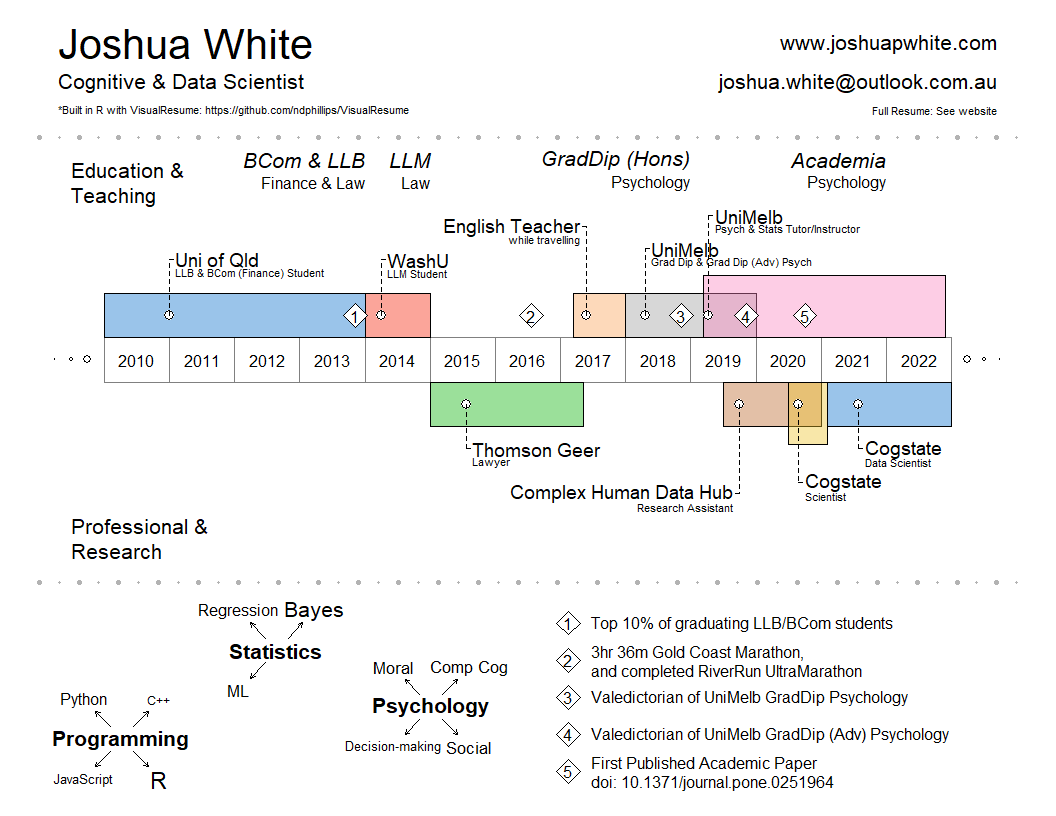 Joshua White
www.joshuapwhite.com
Cognitive & Data Scientist
joshua.white@outlook.com.au
*Built in R with VisualResume: https://github.com/ndphillips/VisualResume
Full Resume: See website
Education &
Teaching
BCom & LLB
Finance & Law
LLM
Law
GradDip (Hons)
Psychology
Academia
Psychology
Uni of Qld
LLB & BCom (Finance) Student
WashU
LLM Student
English Teacher
while travelling
UniMelb
Grad Dip & Grad Dip (Adv) Psych
UniMelb
Psych & Stats Tutor/Instructor
1
2
3
4
5
2010 2011 2012 2013 2014 2015 2016 2017 2018 2019 2020 2021 2022
Thomson Geer
Lawyer
Complex Human Data Hub
Research Assistant
Cogstate
Scientist
Cogstate
Data Scientist
Professional &
Research
Regression Bayes
Statistics
ML
Moral Comp Cog
Psychology
Decision-making Social
Python C++
Programming
JavaScript R
1 Top 10% of graduating LLB/BCom students
2 3hr 36m Gold Coast Marathon,
and completed RiverRun UltraMarathon
3 Valedictorian of UniMelb GradDip Psychology
4 Valedictorian of UniMelb GradDip (Adv) Psychology
5 First Published Academic Paper
doi: 10.1371/journal.pone.0251964